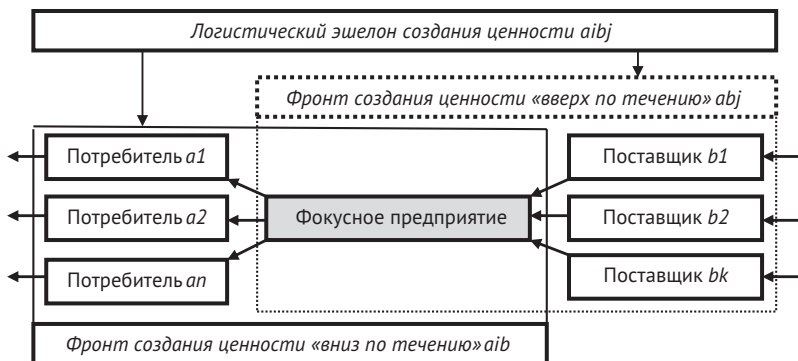 Логистический эшелон создания ценности aibj
Фронт создания ценности «вверх по течению» abj
Потребитель a1
Поставщик b1
Потребитель a2
Фокусное предприятие
Поставщик b2
Потребитель an
Поставщик bk
Фронт создания ценности «вниз по течению» aib